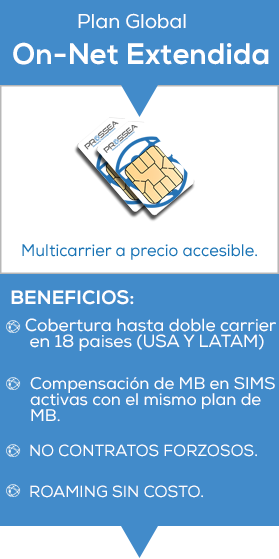 Plan Global
On-Net Extendida
PROSSEA
PROSSEA
Multicarrier a precio accesible.
BENEFICIOS:
Cobertura hasta doble carrier
en 18 paises (USA Y LATAM)
Compensación de MB en SIMS
activas con el mismo plan de
MB.
NO CONTRATOS FORZOSOS.
ROAMING SIN COSTO.